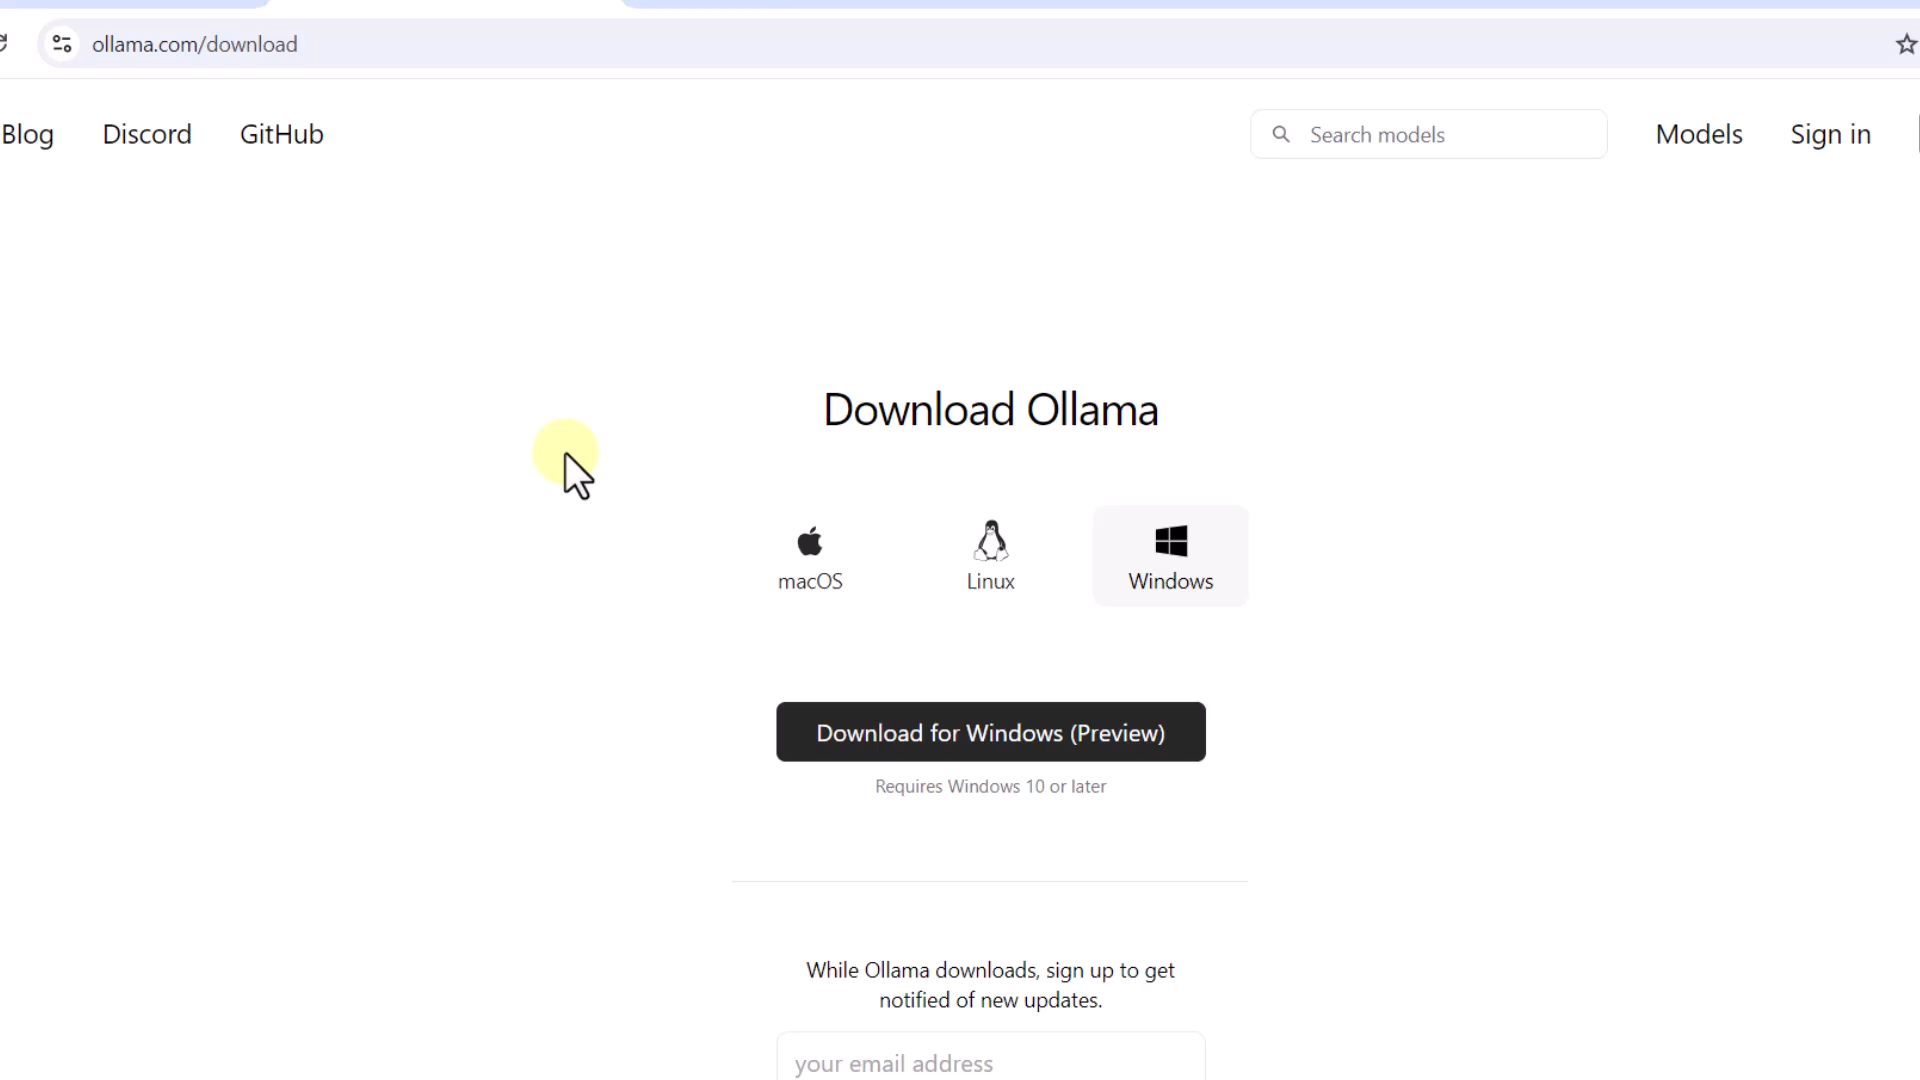 ollama.com/download
Blog Discord GitHub Search models Models Sign in
Download Ollama
macOS Linux Windows
Download for Windows (Preview)
Requires Windows 10 or later
While Ollama downloads, sign up to get
notified of new updates.
your email address